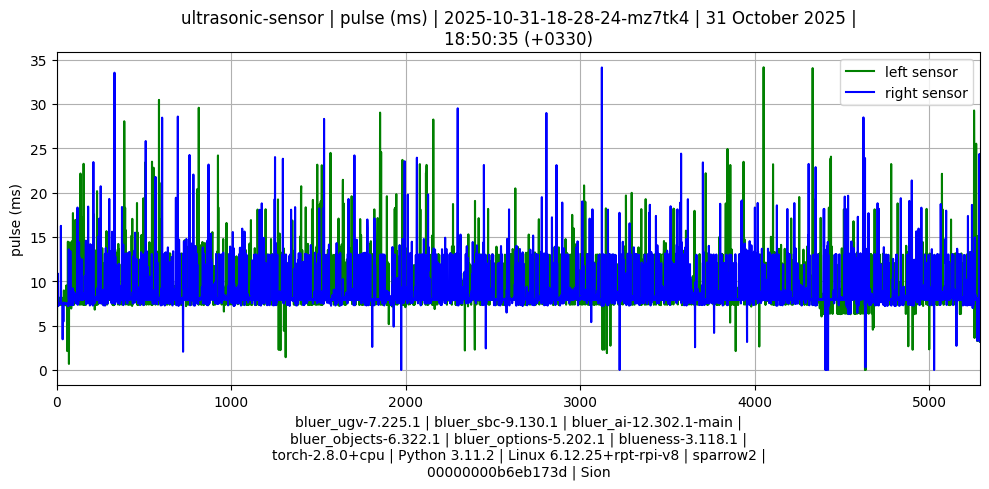 ultrasonic-sensor | pulse (ms) | 2025-10-31-18-28-24-mz7tk4 | 31 October 2025 |
18:50:35 (+0330)
35
30
25
20
15
10
5
0
pulse (ms)
left sensor
right sensor
0 1000 2000 3000 4000 5000
bluer_ugv-7.225.1 | bluer_sbc-9.130.1 | bluer_ai-12.302.1-main |
bluer_objects-6.322.1 | bluer_options-5.202.1 | blueness-3.118.1 |
torch-2.8.0+cpu | Python 3.11.2 | Linux 6.12.25+rpt-rpi-v8 | sparrow2 |
00000000b6eb173d | Sion